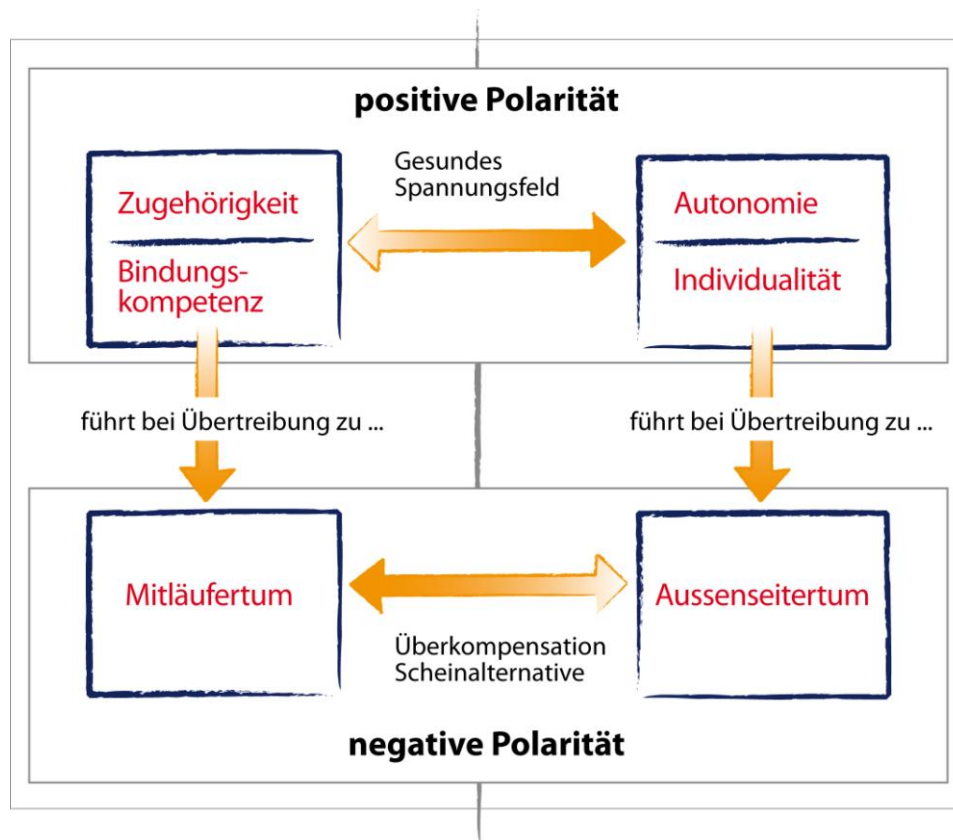 positive Polarität
Gesundes
Spannungsfeld
Zugehörigkeit
Bindungs-
kompetenz
Autonomie
Individualität
führt bei Übertreibung zu ...
führt bei Übertreibung zu ...
Mitläufertum
Aussenseitertum
Überkompensation
Scheinalternative
negative Polarität